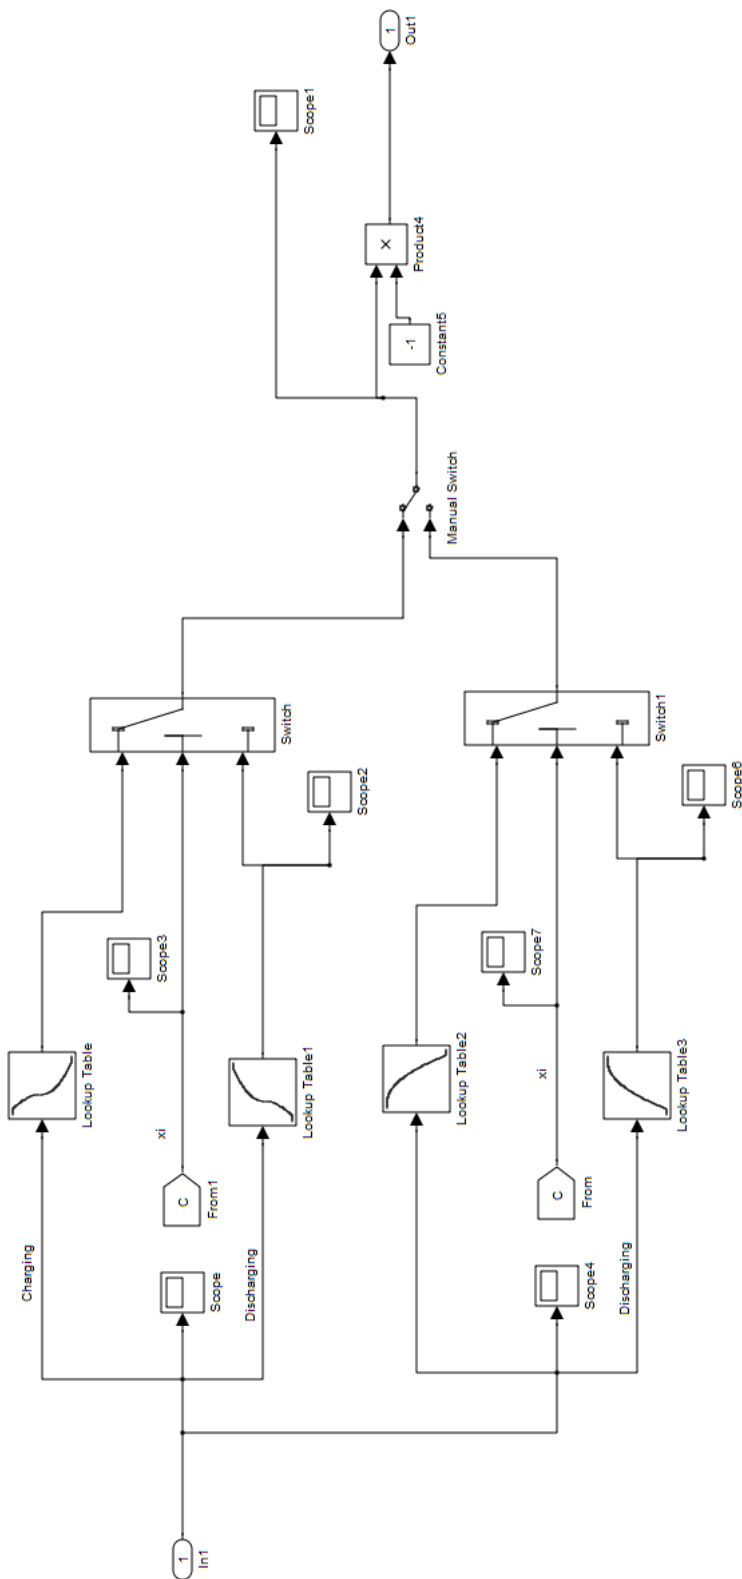 1
In1
Charging
Scope
Discharging
Scope4
Discharging
C
From1
xi
C
From
xi
Lookup Table
Lookup Table1
Lookup Table2
Lookup Table3
Scope3
Scope7
Scope2
Scope6
Switch
Switch1
Manual Switch
-1
Constant5
X
Product4
Scope1
1
Out1